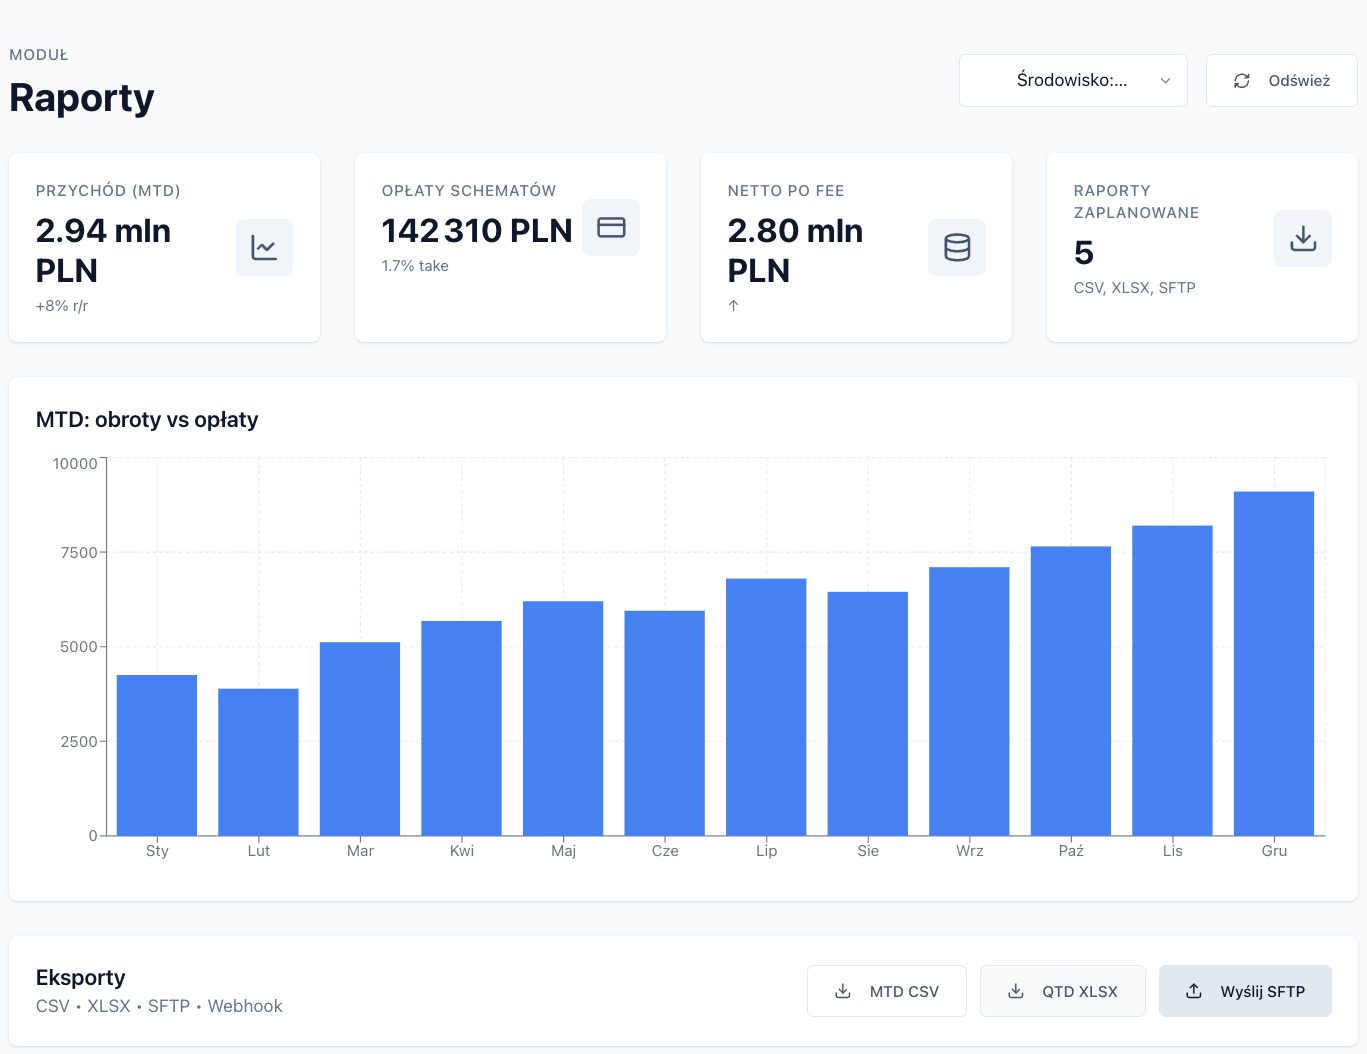 MODUŁ
Raporty
Środowisko:...
Odśwież
PRZYCHÓD (MTD)
2.94 mln
PLN
+8% r/r
OPŁATY SCHEMATÓW
142 310 PLN
1.7% take
NETTO PO FEE
2.80 mln
PLN
↑
RAPORTY
ZAPLANOWANE
5
CSV, XLSX, SFTP
MTD: obroty vs opłaty
10000
7500
5000
2500
0
Sty Lut Mar Kwi Maj Cze Lip Sie Wrz Paź Lis Gru
Eksporty
CSV • XLSX • SFTP • Webhook
MTD CSV
QTD XLSX
Wyślij SFTP